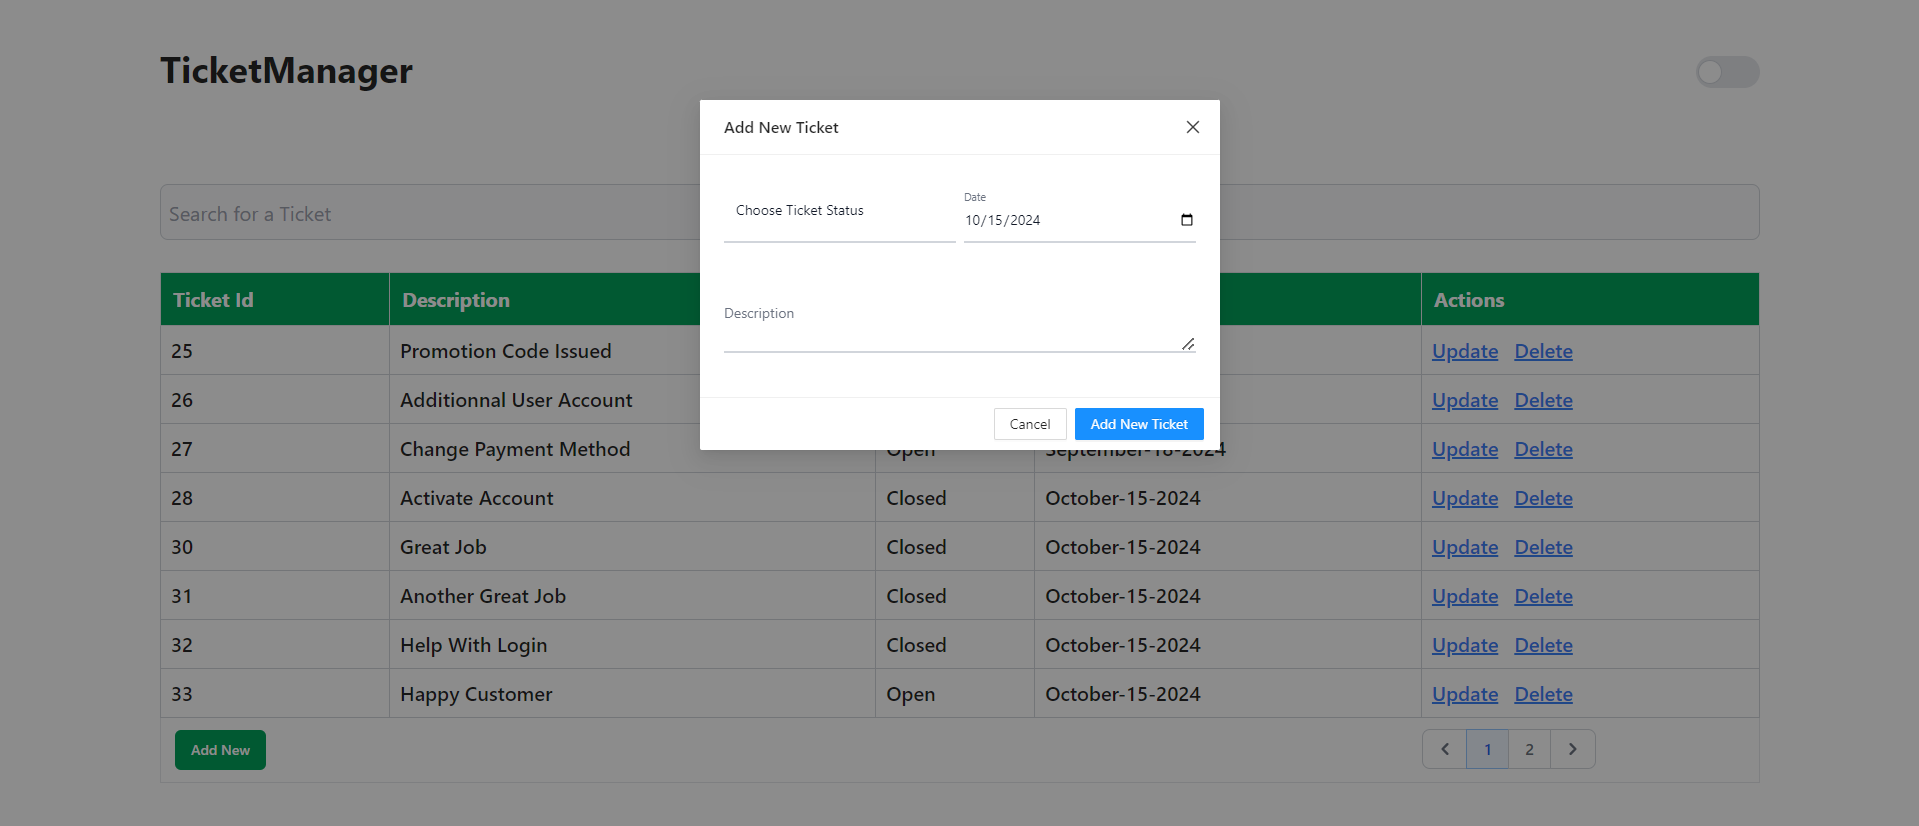 TicketManager
Add New Ticket
Choose Ticket Status
Date
10/15/2024
Description
Cancel
Add New Ticket
Search for a Ticket
Ticket Id Description Actions
25 Promotion Code Issued Update Delete
26 Additionnal User Account Update Delete
27 Change Payment Method Open September-18-2024 Update Delete
28 Activate Account Closed October-15-2024 Update Delete
30 Great Job Closed October-15-2024 Update Delete
31 Another Great Job Closed October-15-2024 Update Delete
32 Help With Login Closed October-15-2024 Update Delete
33 Happy Customer Open October-15-2024 Update Delete
Add New
1 2